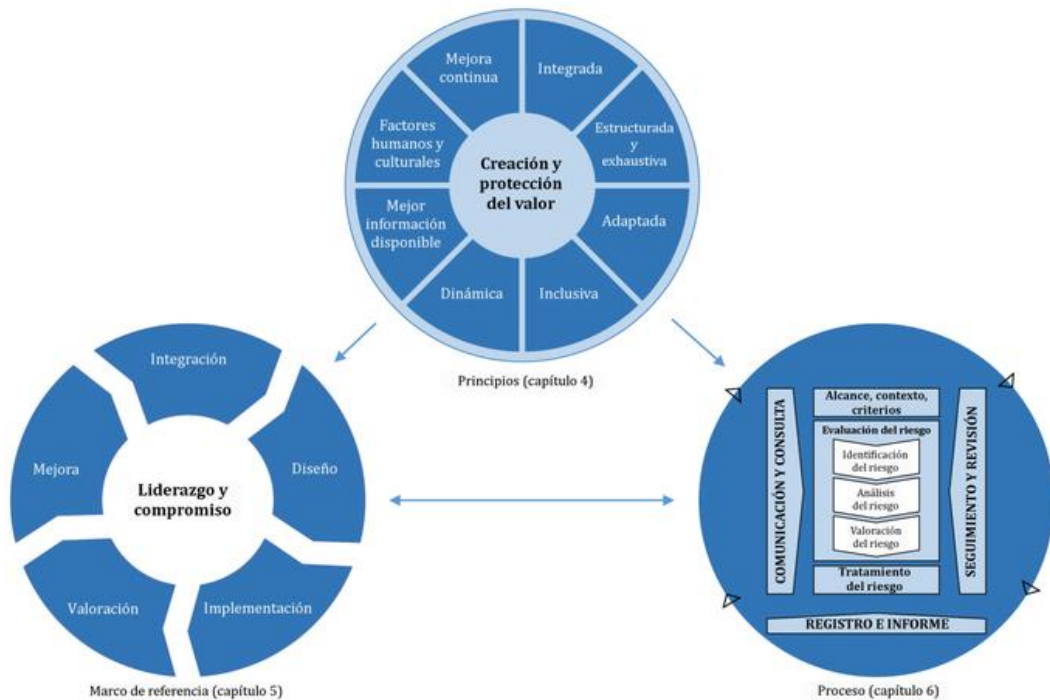 Mejora
continua
Integrada
Estructurada
y
exhaustiva
Adaptada
Inclusiva
Dinámica
Mejor
información
disponible
Factores
humanos y
culturales
Creación y
protección
del valor
Principios (capítulo 4)
Integración
Diseño
Implementación
Valoración
Mejora
Liderazgo y
compromiso
Marco de referencia (capítulo 5)
COMUNICACIÓN Y CONSULTA
Alcance, contexto,
criterios
Evaluación del riesgo
Identificación
del riesgo
Análisis
del riesgo
Valoración
del riesgo
Tratamiento
del riesgo
SEGUIMIENTO Y REVISIÓN
REGISTRO E INFORME
Proceso (capítulo 6)